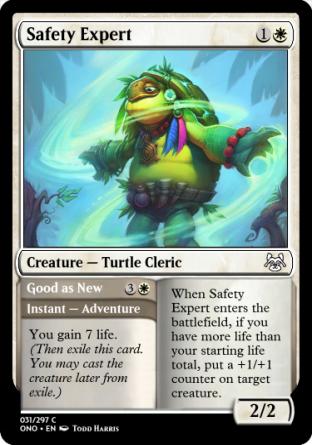 Safety Expert 1
Creature — Turtle Cleric
Good as New 3
Instant — Adventure
You gain 7 life.
(Then exile this card.
You may cast the
creature later from
exile.)
When Safety
Expert enters the
battlefield, if you
have more life than
your starting life
total, put a +1/+1
counter on target
creature.
2/2
031/297 C
ONO • EN Todd Harris